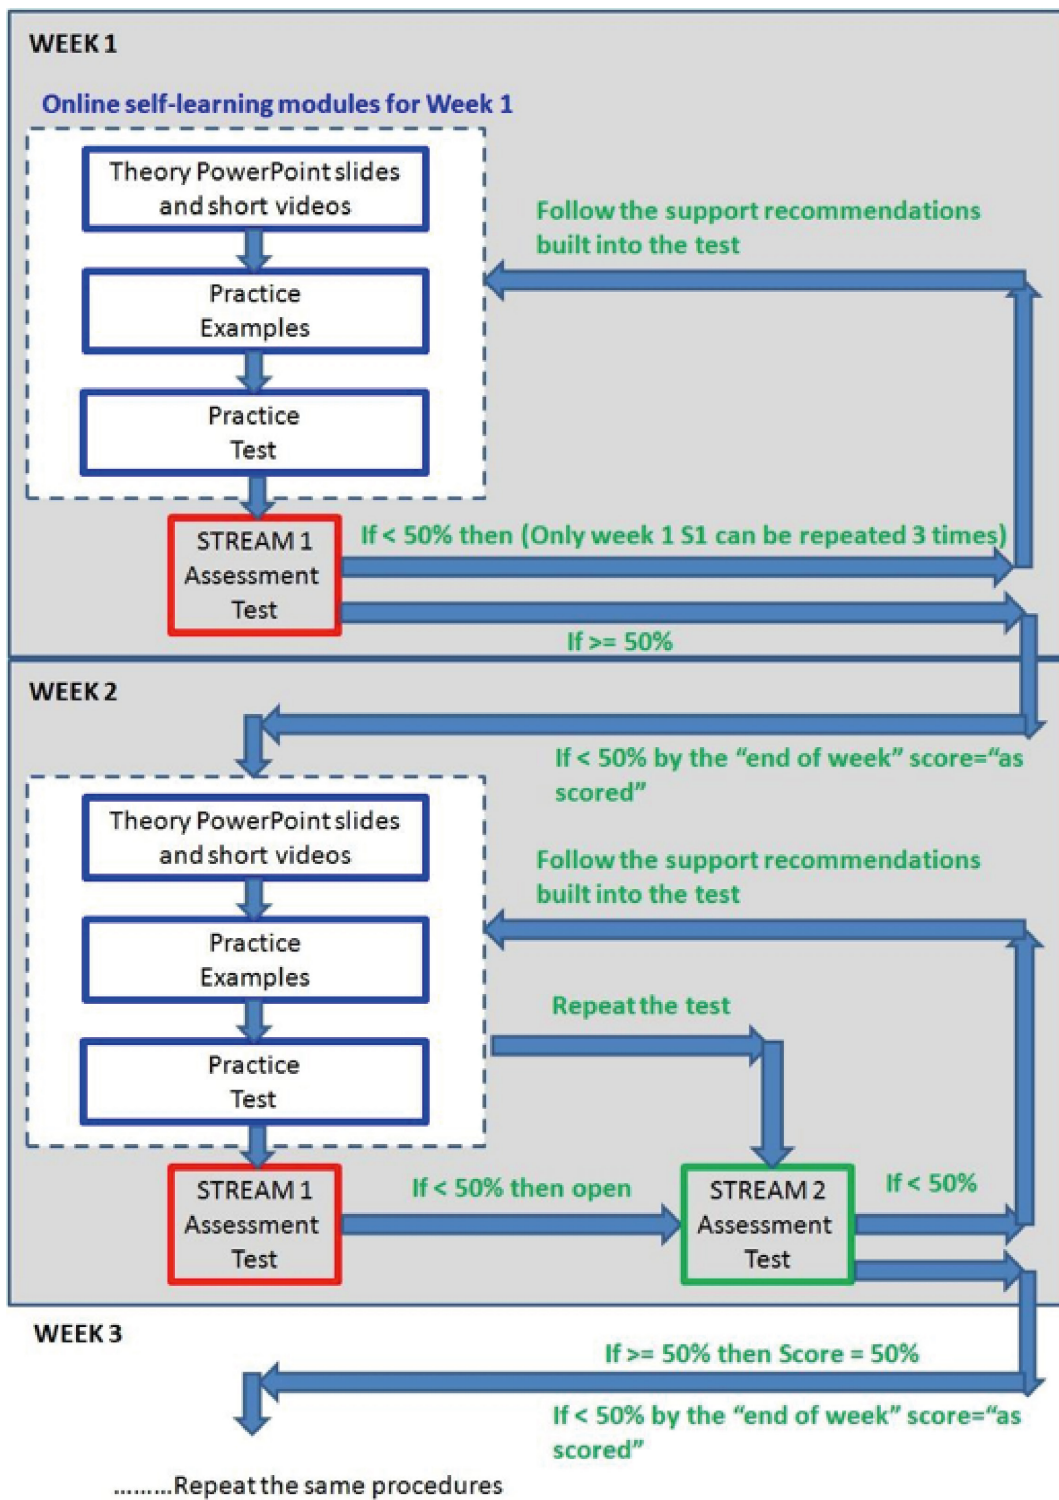 WEEK 1
Online self-learning modules for Week 1
Theory PowerPoint slides
and short videos
Follow the support recommendations
built into the test
Practice
Examples
Practice
Test
STREAM 1
Assessment
Test
If < 50% then (Only week 1 S1 can be repeated 3 times)
If >= 50%
WEEK 2
If < 50% by the “end of week” score=“as
scored”
Theory PowerPoint slides
and short videos
Follow the support recommendations
built into the test
Practice
Examples
Repeat the test
Practice
Test
STREAM 1
Assessment
Test
If < 50% then open
STREAM 2
Assessment
Test
If < 50%
WEEK 3
If >= 50% then Score = 50%
If < 50% by the “end of week” score=“as
scored”
.........Repeat the same procedures